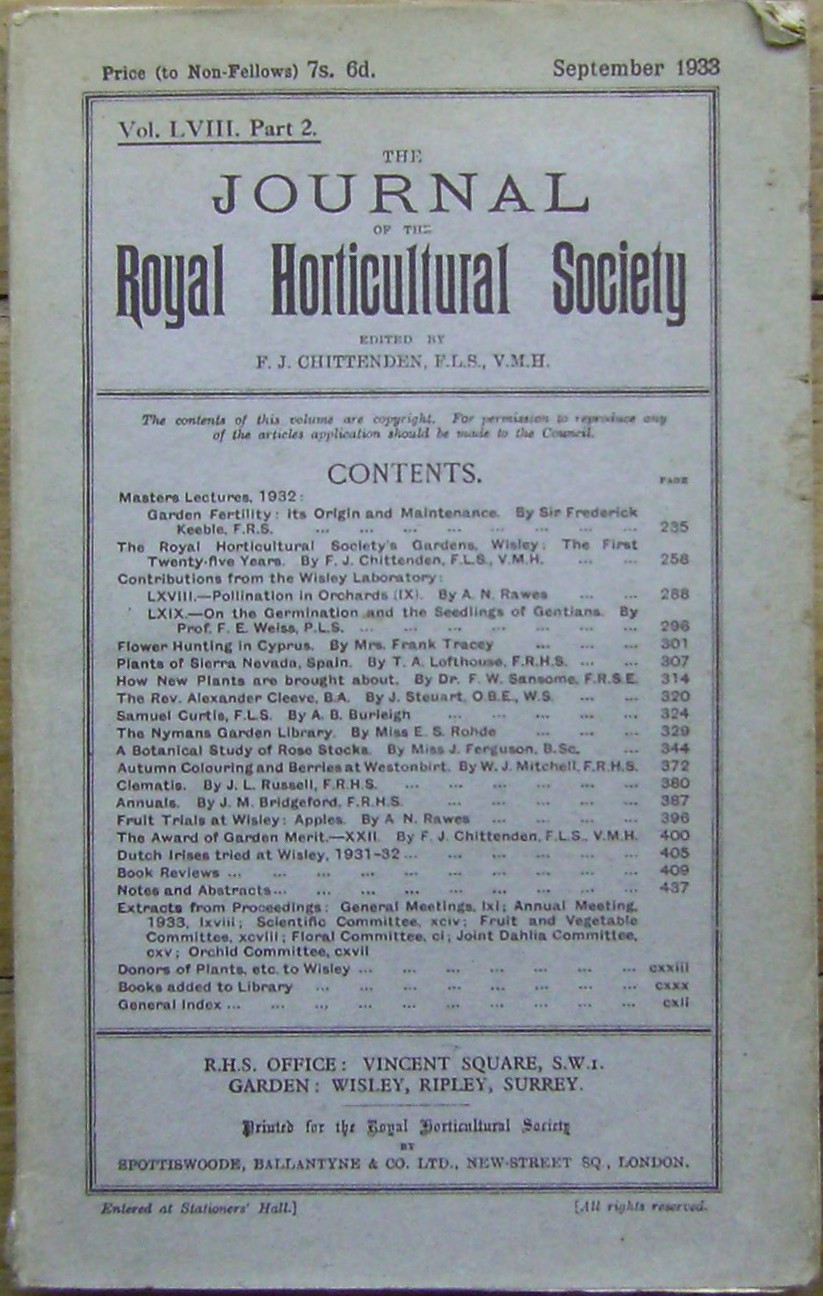 Price (to Non-Fellows) 7s. 6d. September 1933
Vol. LVIII. Part 2.
THE
JOURNAL
OF THE
Royal Horticultural Society
EDITED BY
F. J. CHITTENDEN, F.L.S., V.M.H.
The contents of this volume are copyright. For permission to reproduce any
of the articles application should be made to the Council.
CONTENTS.
PAGE
Masters Lectures, 1932:
Garden Fertility: its Origin and Maintenance. By Sir Frederick
Keeble, F.R.S. ... ... ... ... ... ... ... 235
The Royal Horticultural Society's Gardens, Wisley: The First
Twenty-five Years. By F. J. Chittenden, F.L.S., V.M.H. ... ... 256
Contributions from the Wisley Laboratory:
LXVIII.—Pollination in Orchards (IX). By A. N. Rawes ... ... 288
LXIX.—On the Germination and the Seedlings of Gentians. By
Prof. F. E. Weiss, P.L.S. ... ... ... ... ... ... ... 296
Flower Hunting in Cyprus. By Mrs. Frank Tracey ... ... ... 301
Plants of Sierra Nevada, Spain. By T. A. Lofthouse, F.R.H.S. ... ... 307
How New Plants are brought about. By Dr. F. W. Sansome, F.R.S.E. 314
The Rev. Alexander Cleeve, B.A. By J. Steuart, O.B.E., W.S. ... ... 320
Samuel Curtis, F.L.S. By A. B. Burleigh ... ... ... ... 324
The Nymans Garden Library. By Miss E. S. Rohde ... ... ... 329
A Botanical Study of Rose Stocks. By Miss J. Ferguson, B.Sc. ... 344
Autumn Colouring and Berries at Westonbirt. By W. J. Mitchell, F.R.H.S. 372
Clematis. By J. L. Russell, F.R.H.S. ... ... ... ... ... 380
Annuals. By J. M. Bridgeford, F.R.H.S. ... ... ... ... 387
Fruit Trials at Wisley: Apples. By A. N. Rawes ... ... ... ... 396
The Award of Garden Merit.—XXII. By F. J. Chittenden, F.L.S., V.M.H. 400
Dutch Irises tried at Wisley, 1931-32 ... ... ... ... ... ... 405
Book Reviews ... ... ... ... ... ... ... ... ... 409
Notes and Abstracts ... ... ... ... ... ... ... ... 437
Extracts from Proceedings: General Meetings, lxi; Annual Meeting,
1933, lxviii; Scientific Committee, xciv; Fruit and Vegetable
Committee, xcviii; Floral Committee, ci; Joint Dahlia Committee,
cxv; Orchid Committee, cxvii
Donors of Plants, etc. to Wisley ... ... ... ... ... ... ... cxxiii
Books added to Library ... ... ... ... ... ... ... cxxx
General Index ... ... ... ... ... ... ... ... ... cxli
R.H.S. OFFICE: VINCENT SQUARE, S.W.1.
GARDEN: WISLEY, RIPLEY, SURREY.
Printed for the Royal Horticultural Society
BY
SPOTTISWOODE, BALLANTYNE & CO. LTD., NEW-STREET SQ., LONDON.
Entered at Stationers' Hall.] [All rights reserved.